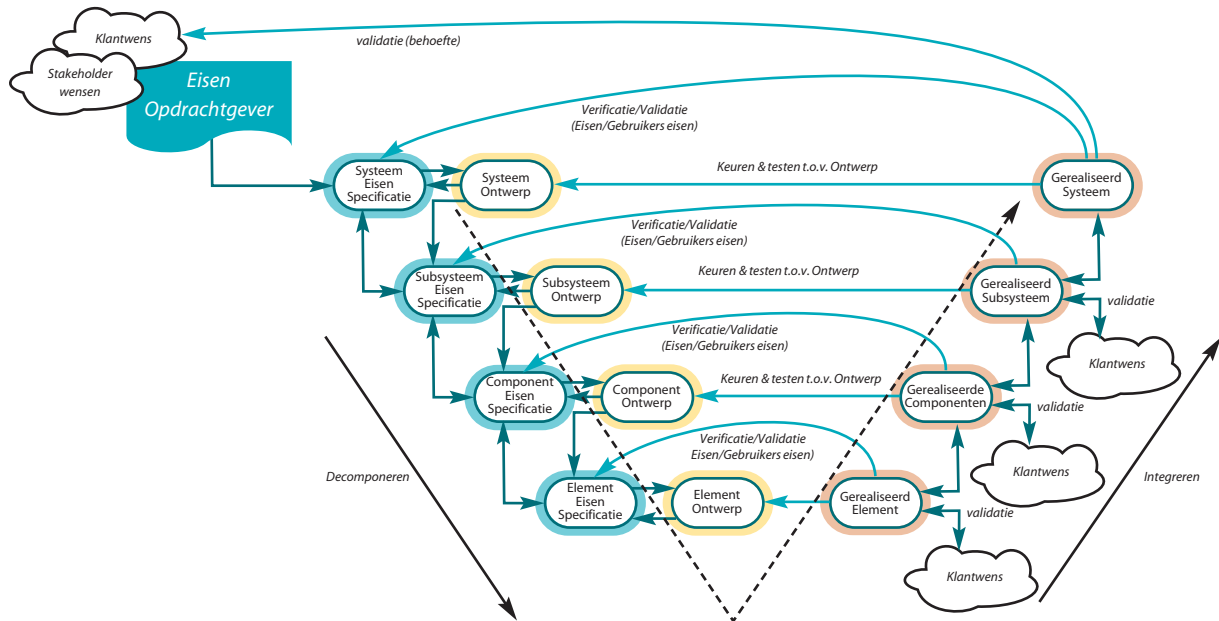 Klantwens
validatie (behoefte)
Stakeholder
wensen
Eisen
Opdrachtgever
Verificatie/Validatie
(Eisen/Gebruikers eisen)
Systeem
Eisen
Specificatie
Systeem
Ontwerp
Keuren & testen t.o.v. Ontwerp
Gerealiseerd
Systeem
Verificatie/Validatie
(Eisen/Gebruikers eisen)
Subsysteem
Eisen
Specificatie
Subsysteem
Ontwerp
Keuren & testen t.o.v. Ontwerp
Gerealiseerd
Subsysteem
validatie
Klantwens
Verificatie/Validatie
(Eisen/Gebruikers eisen)
Component
Eisen
Specificatie
Component
Ontwerp
Keuren & testen t.o.v. Ontwerp
Gerealiseerde
Componenten
validatie
Klantwens
Verificatie/Validatie
Eisen/Gebruikers eisen)
Element
Eisen
Specificatie
Element
Ontwerp
Gerealiseerd
Element
validatie
Klantwens
Decomponeren
Integreren